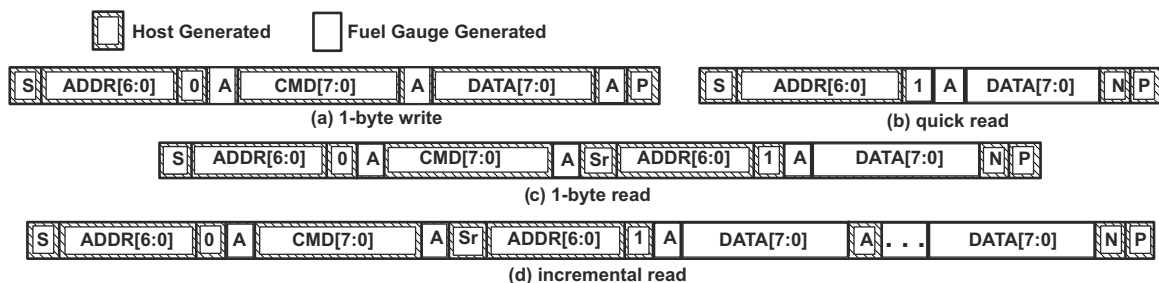 Host Generated Fuel Gauge Generated
S ADDR[6:0] 0 A CMD[7:0] A DATA[7:0] A P
(a) 1-byte write
S ADDR[6:0] 1 A DATA[7:0] N P
(b) quick read
S ADDR[6:0] 0 A CMD[7:0] A Sr ADDR[6:0] 1 A DATA[7:0] N P
(c) 1-byte read
S ADDR[6:0] 0 A CMD[7:0] A Sr ADDR[6:0] 1 A DATA[7:0] A . . . DATA[7:0] N P
(d) incremental read